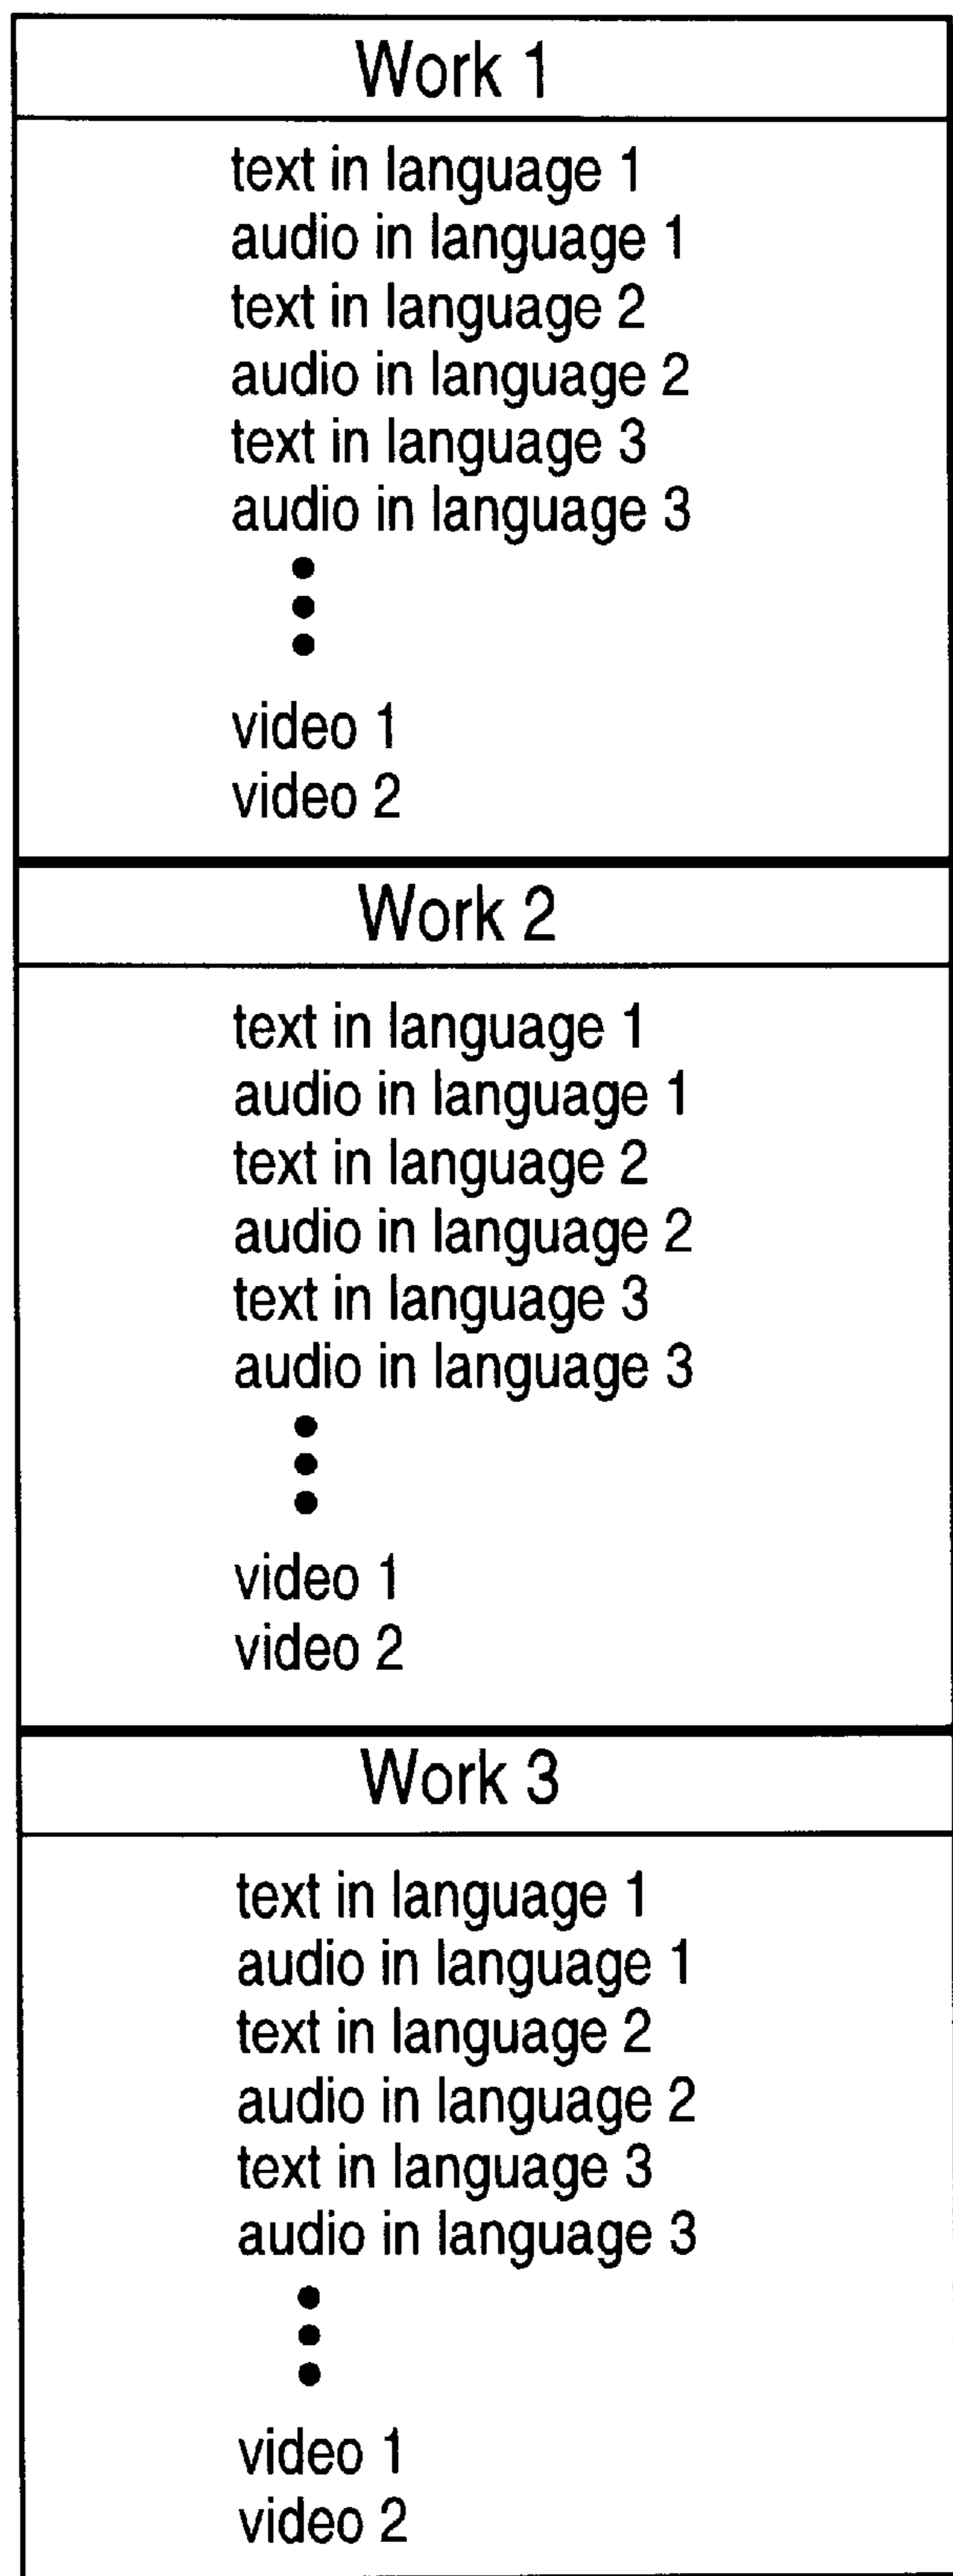 Work 1
text in language 1
audio in language 1
text in language 2
audio in language 2
text in language 3
audio in language 3
video 1
video 2
Work 2
text in language 1
audio in language 1
text in language 2
audio in language 2
text in language 3
audio in language 3
video 1
video 2
Work 3
text in language 1
audio in language 1
text in language 2
audio in language 2
text in language 3
audio in language 3
video 1
video 2